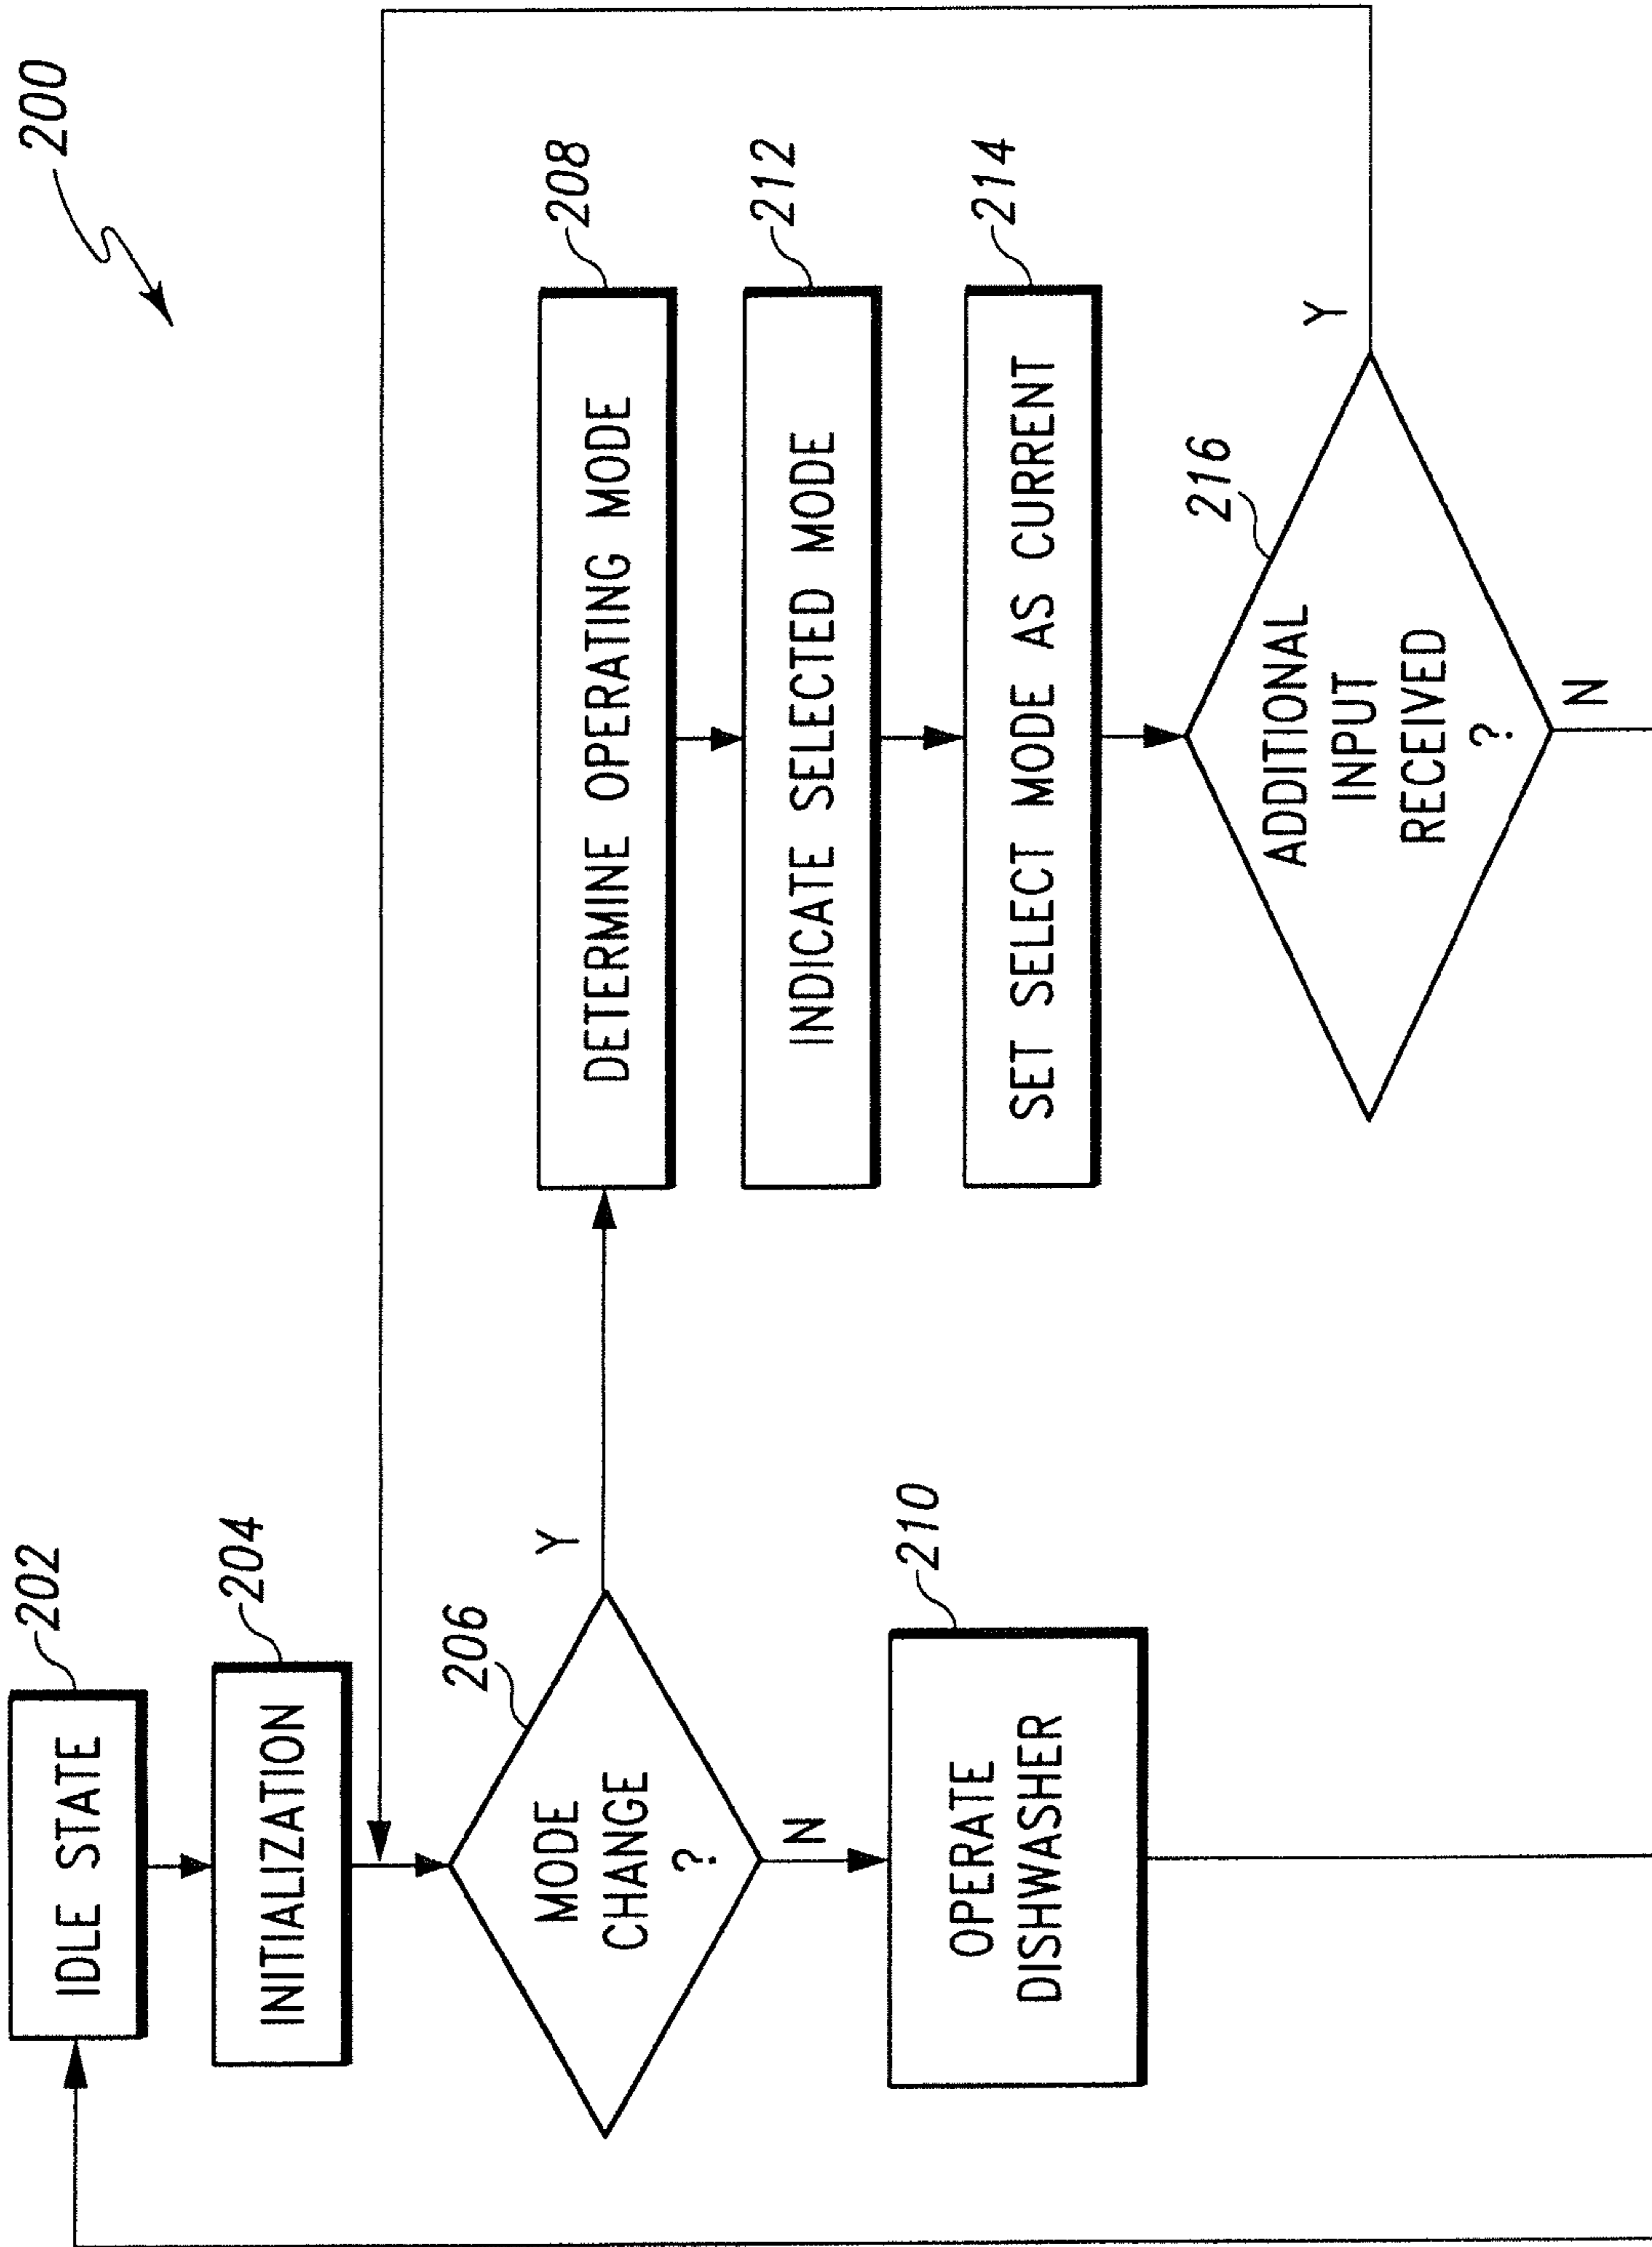 200
202
IDLE STATE
204
INITIALIZATION
206
MODE
CHANGE
?
Y
N
208
DETERMINE OPERATING MODE
212
INDICATE SELECTED MODE
214
SET SELECT MODE AS CURRENT
216
ADDITIONAL
INPUT
RECEIVED
?
Y
N
210
OPERATE
DISHWASHER